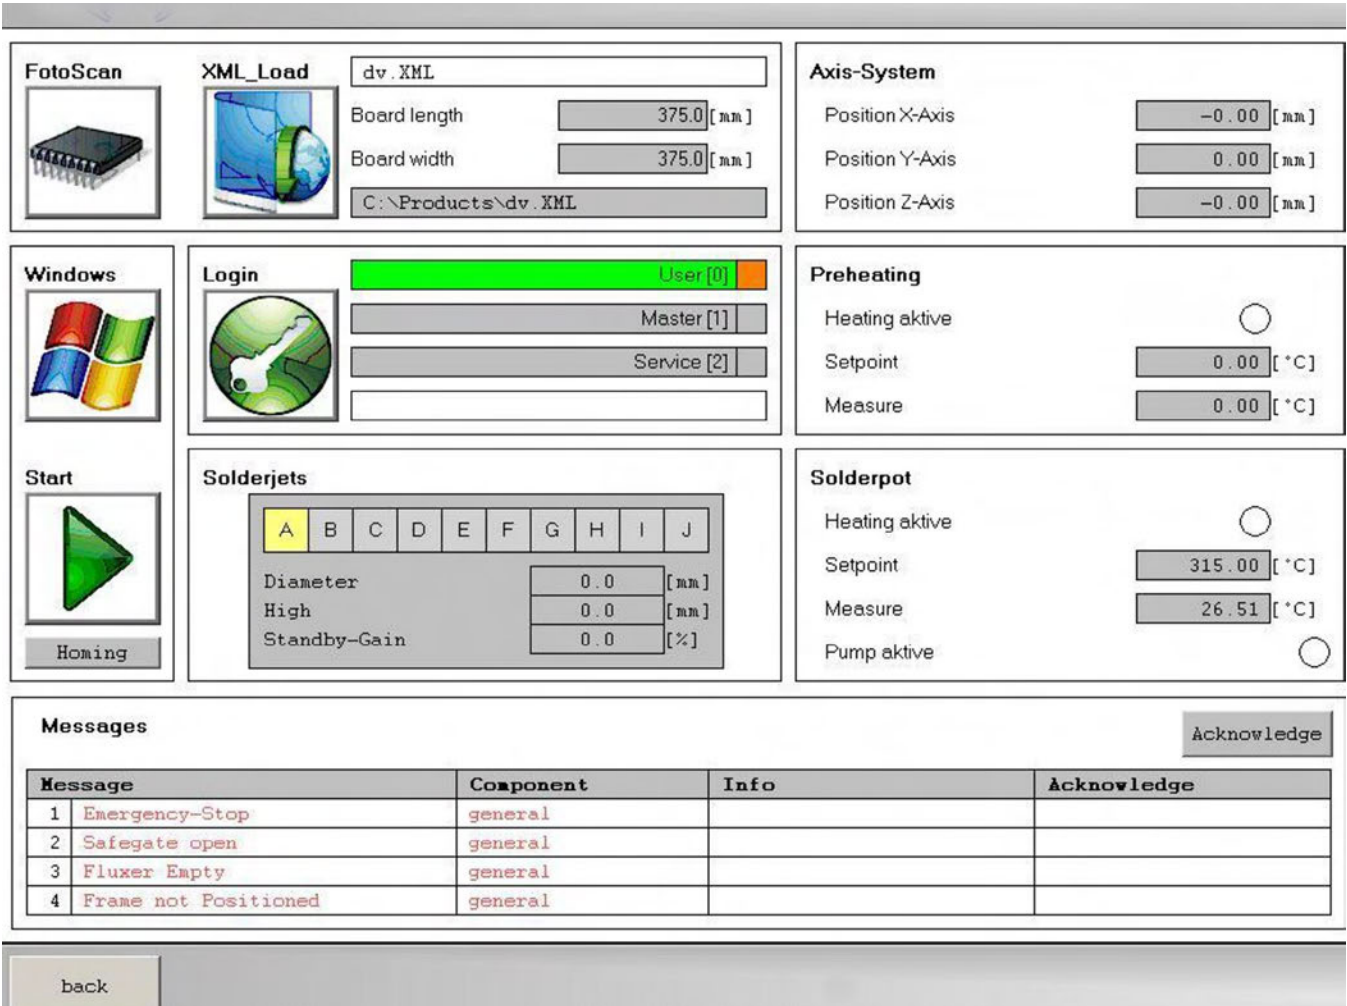 FotoScan
XML_Load
dv.XML
Board length 375.0 [mm]
Board width 375.0 [mm]
C:\Products\dv.XML
Axis-System
Position X-Axis -0.00 [mm]
Position Y-Axis 0.00 [mm]
Position Z-Axis -0.00 [mm]
Windows
Login
User [0]
Master [1]
Service [2]
Preheating
Heating aktive
Setpoint 0.00 [°C]
Measure 0.00 [°C]
Start
Homing
Solderjets
A B C D E F G H I J
Diameter 0.0 [mm]
High 0.0 [mm]
Standby-Gain 0.0 [%]
Solderpot
Heating aktive
Setpoint 315.00 [°C]
Measure 26.51 [°C]
Pump aktive
Messages
Acknowledge
Message Component Info Acknowledge
1 Emergency-Stop general
2 Safegate open general
3 Fluxer Empty general
4 Frame not Positioned general
back